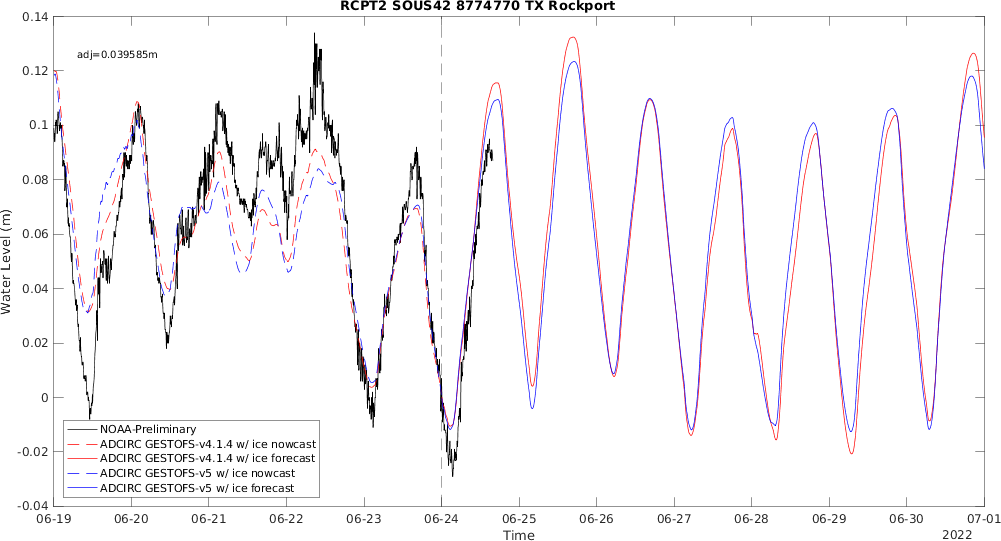 RCPT2 SOUS42 8774770 TX Rockport
adj=0.039585m
Water Level (m)
0.14
0.12
0.1
0.08
0.06
0.04
0.02
0
-0.02
-0.04
NOAA-Preliminary
ADCIRC GESTOFS-v4.1.4 w/ ice nowcast
ADCIRC GESTOFS-v4.1.4 w/ ice forecast
ADCIRC GESTOFS-v5 w/ ice nowcast
ADCIRC GESTOFS-v5 w/ ice forecast
06-19 06-20 06-21 06-22 06-23 06-24 06-25 06-26 06-27 06-28 06-29 06-30 07-01
Time
2022